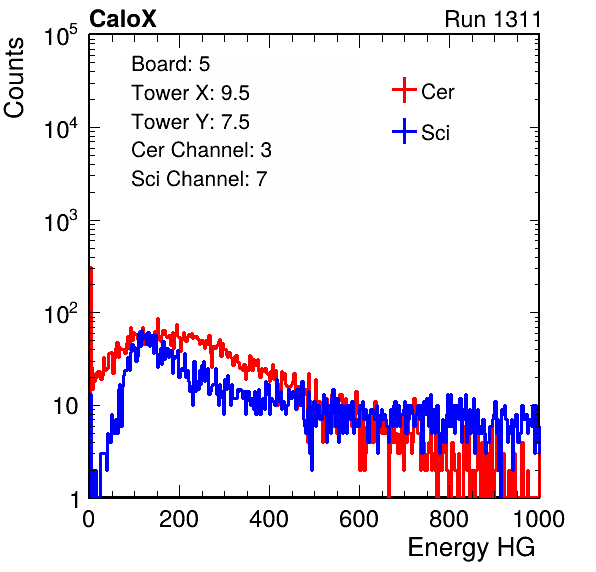 CaloX Run 1311
Counts
Board: 5
Tower X: 9.5
Tower Y: 7.5
Cer Channel: 3
Sci Channel: 7
Cer
Sci
10^5
10^4
10^3
10^2
10
1
0 200 400 600 800 1000
Energy HG